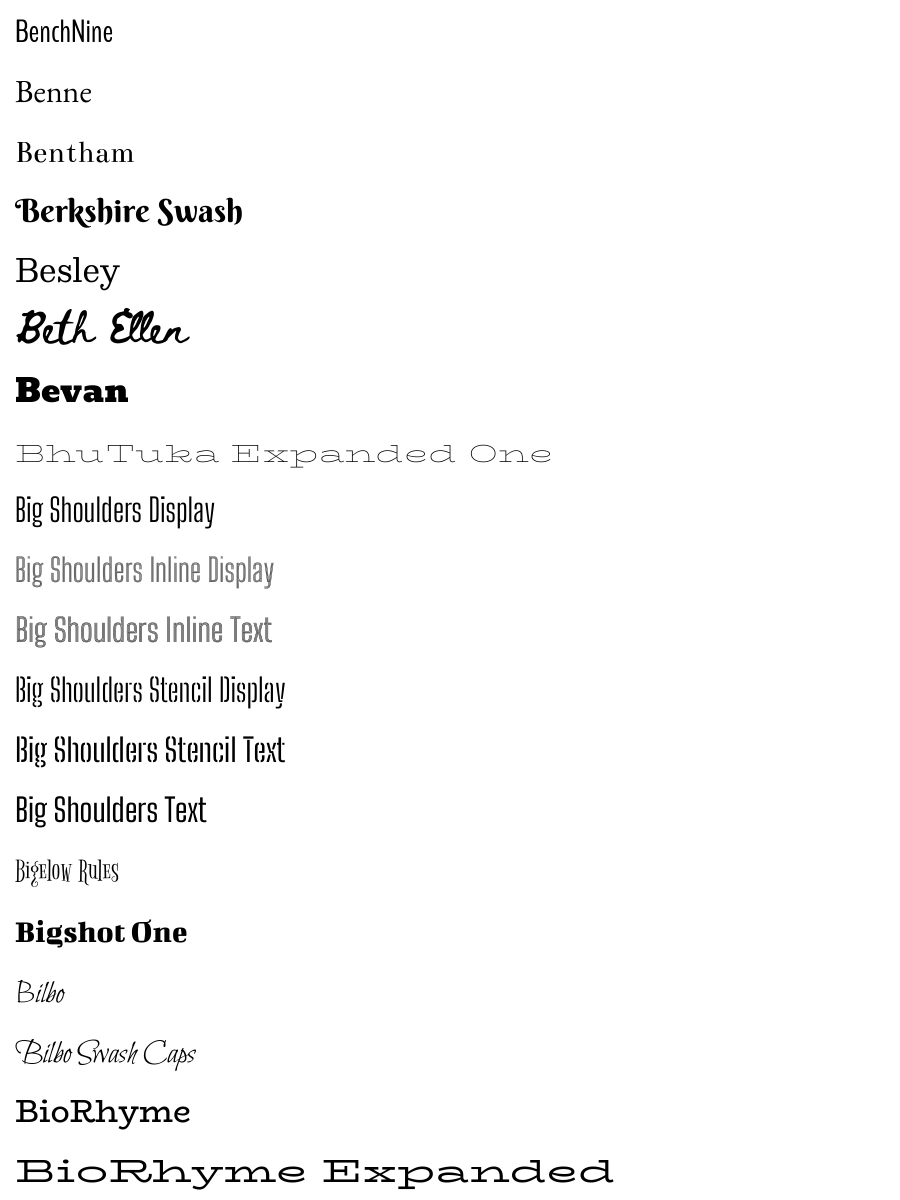 BenchNine
Benne
Bentham
Berkshire Swash
Besley
Beth Ellen
Bevan
BhuTuka Expanded One
Big Shoulders Display
Big Shoulders Inline Display
Big Shoulders Inline Text
Big Shoulders Stencil Display
Big Shoulders Stencil Text
Big Shoulders Text
Bigelow Rules
Bigshot One
Bilbo
Bilbo Swash Caps
BioRhyme
BioRhyme Expanded